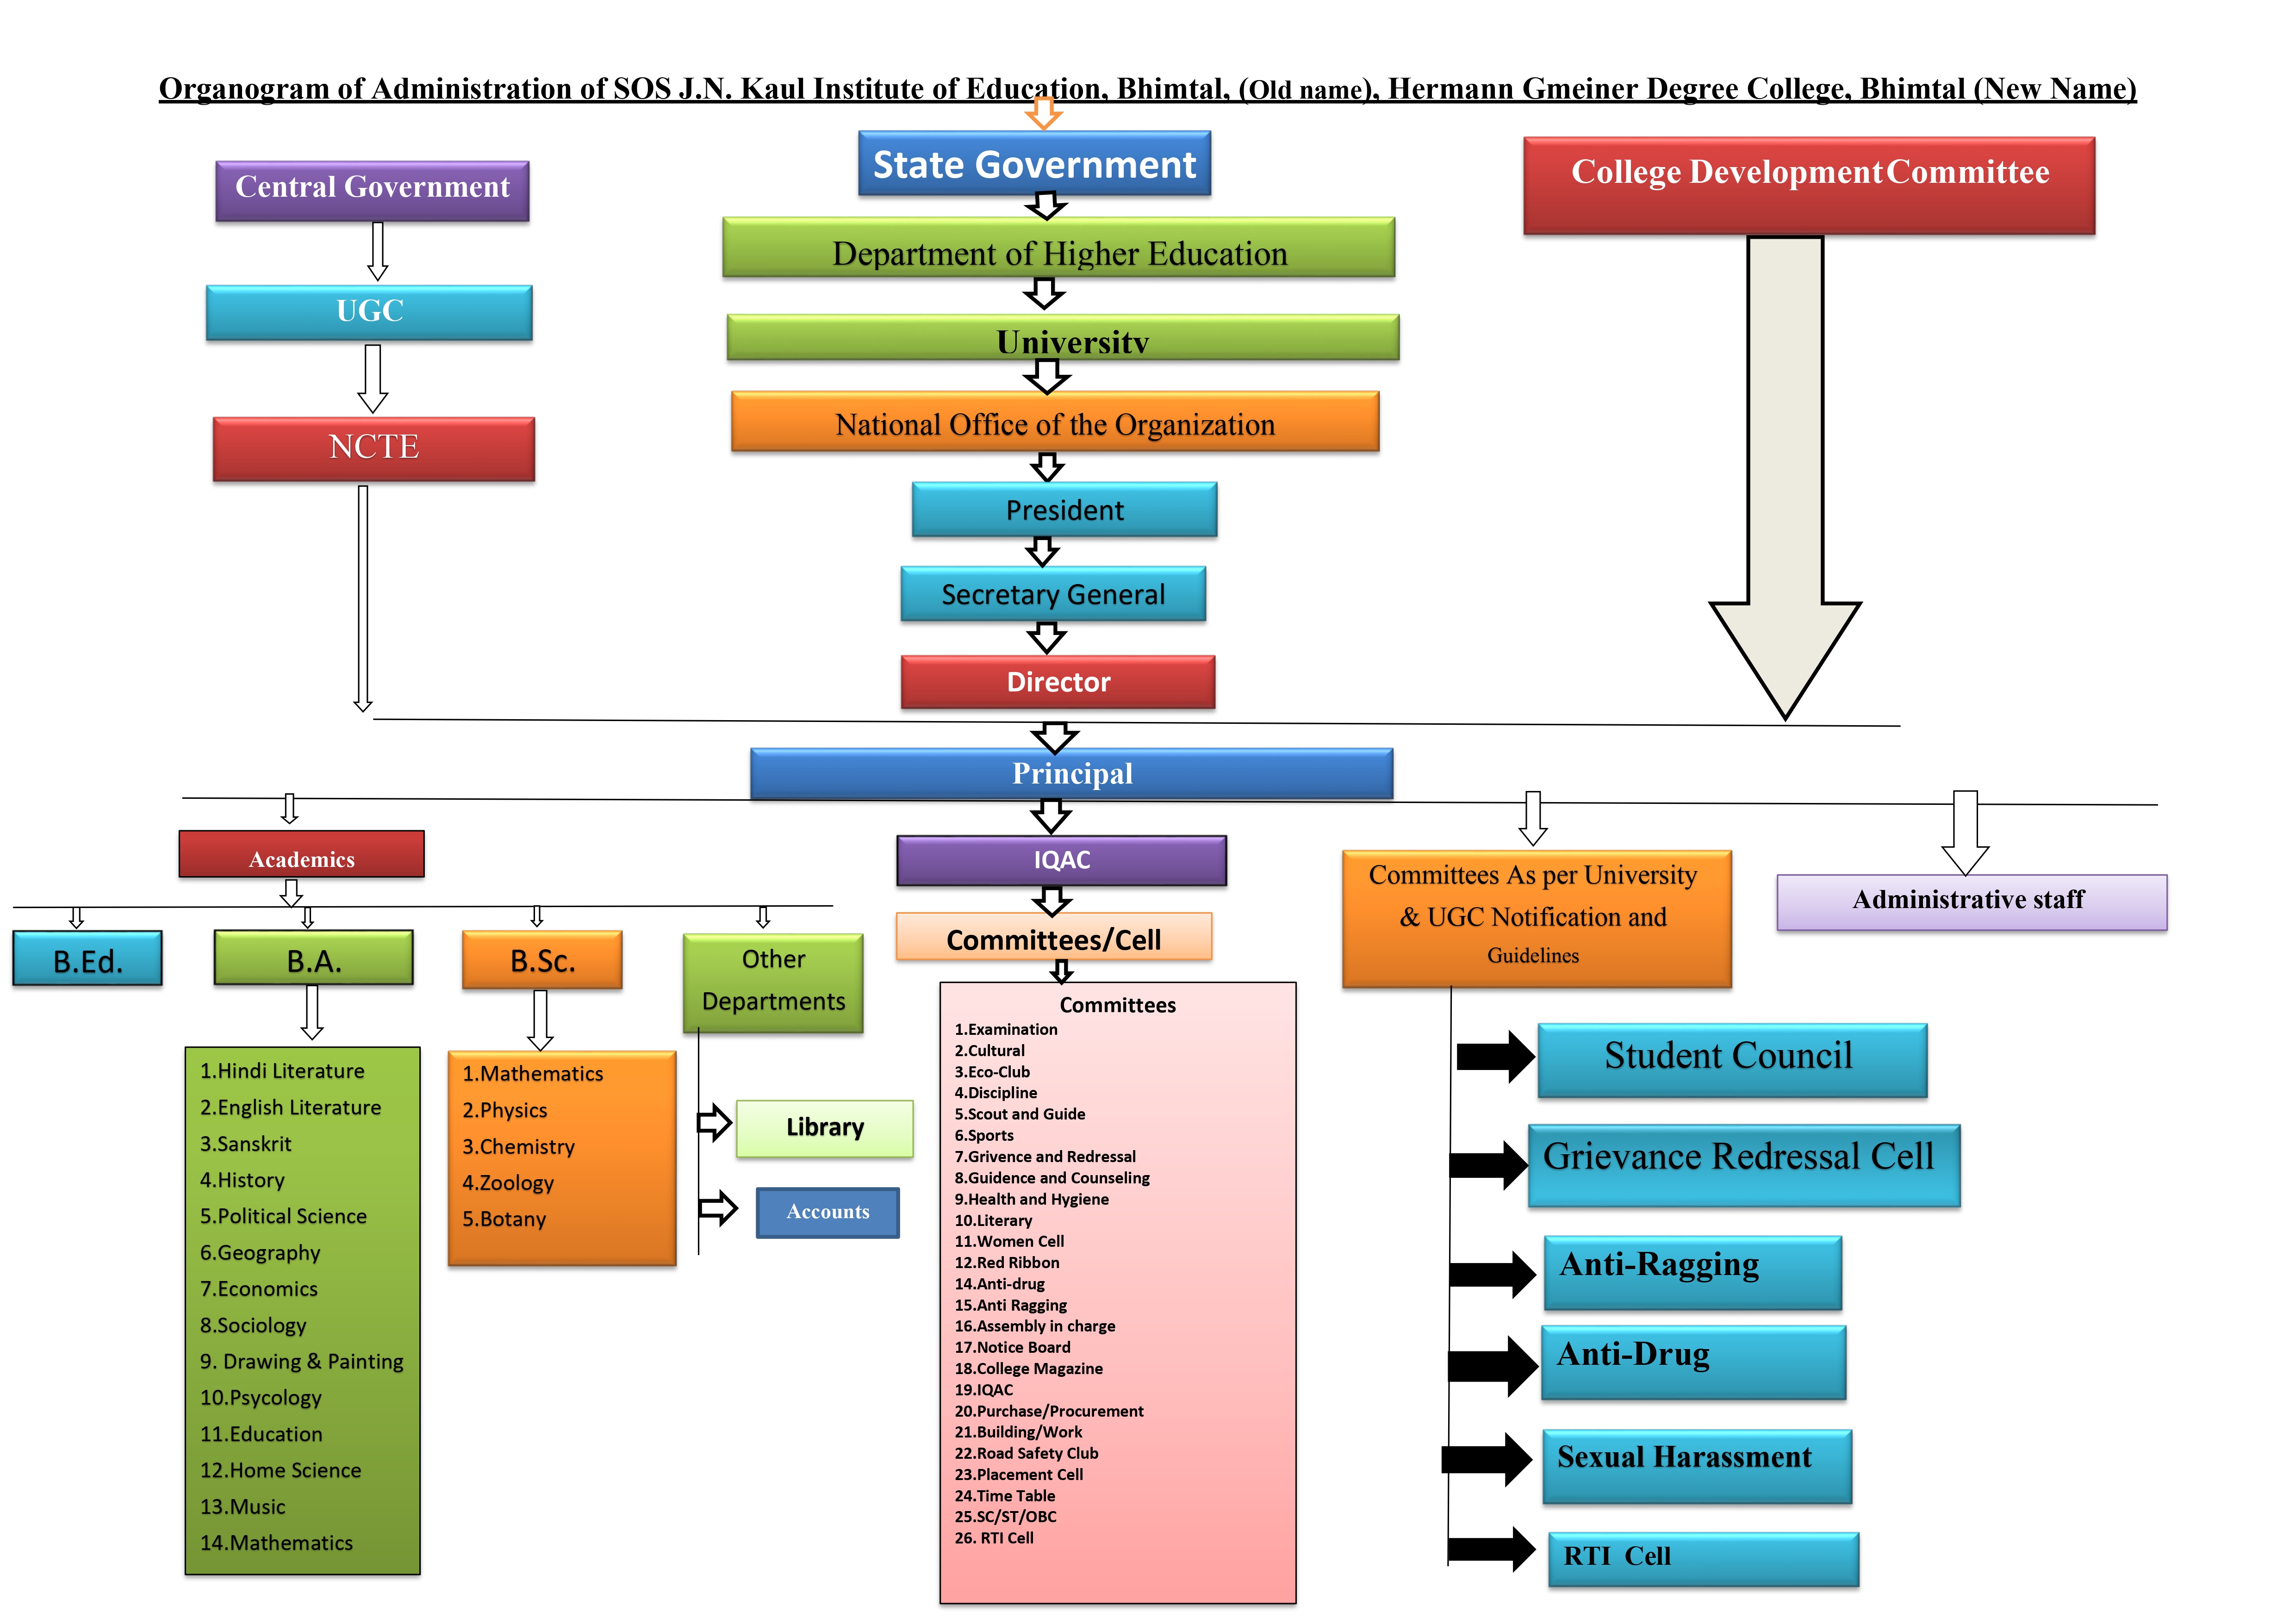 Organogram of Administration of SOS J.N. Kaul Institute of Education, Bhimtal, (Old name), Hermann Gmeiner Degree College, Bhimtal (New Name)
State Government
College Development Committee
Central Government
Department of Higher Education
UGC
University
National Office of the Organization
NCTE
President
Secretary General
Director
Principal
Academics
IQAC
Committees As per University
& UGC Notification and
Guidelines
Administrative staff
B.Ed.
B.A.
B.Sc.
Other
Departments
Committees/Cell
1.Hindi Literature
2.English Literature
3.Sanskrit
4.History
5.Political Science
6.Geography
7.Economics
8.Sociology
9. Drawing & Painting
10.Psycology
11.Education
12.Home Science
13.Music
14.Mathematics
1.Mathematics
2.Physics
3.Chemistry
4.Zoology
5.Botany
Library
Accounts
Committees
1.Examination
2.Cultural
3.Eco-Club
4.Discipline
5.Scout and Guide
6.Sports
7.Grivence and Redressal
8.Guidence and Counseling
9.Health and Hygiene
10.Literary
11.Women Cell
12.Red Ribbon
14.Anti-drug
15.Anti Ragging
16.Assembly in charge
17.Notice Board
18.College Magazine
19.IQAC
20.Purchase/Procurement
21.Building/Work
22.Road Safety Club
23.Placement Cell
24.Time Table
25.SC/ST/OBC
26. RTI Cell
Student Council
Grievance Redressal Cell
Anti-Ragging
Anti-Drug
Sexual Harassment
RTI Cell